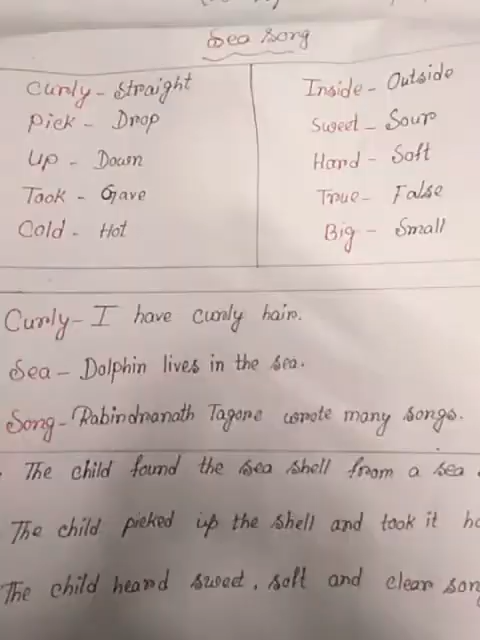 Sea Song
Curly - Straight
Pick - Drop
Up - Down
Took - Gave
Cold - Hot
Inside - Outside
Sweet - Sour
Hard - Soft
True - False
Big - Small
Curly - I have curly hair.
Sea - Dolphin lives in the sea.
Song - Rabindranath Tagore wrote many songs.
The child found the sea shell from a sea
The child picked up the shell and took it
The child heard sweet, soft and clear